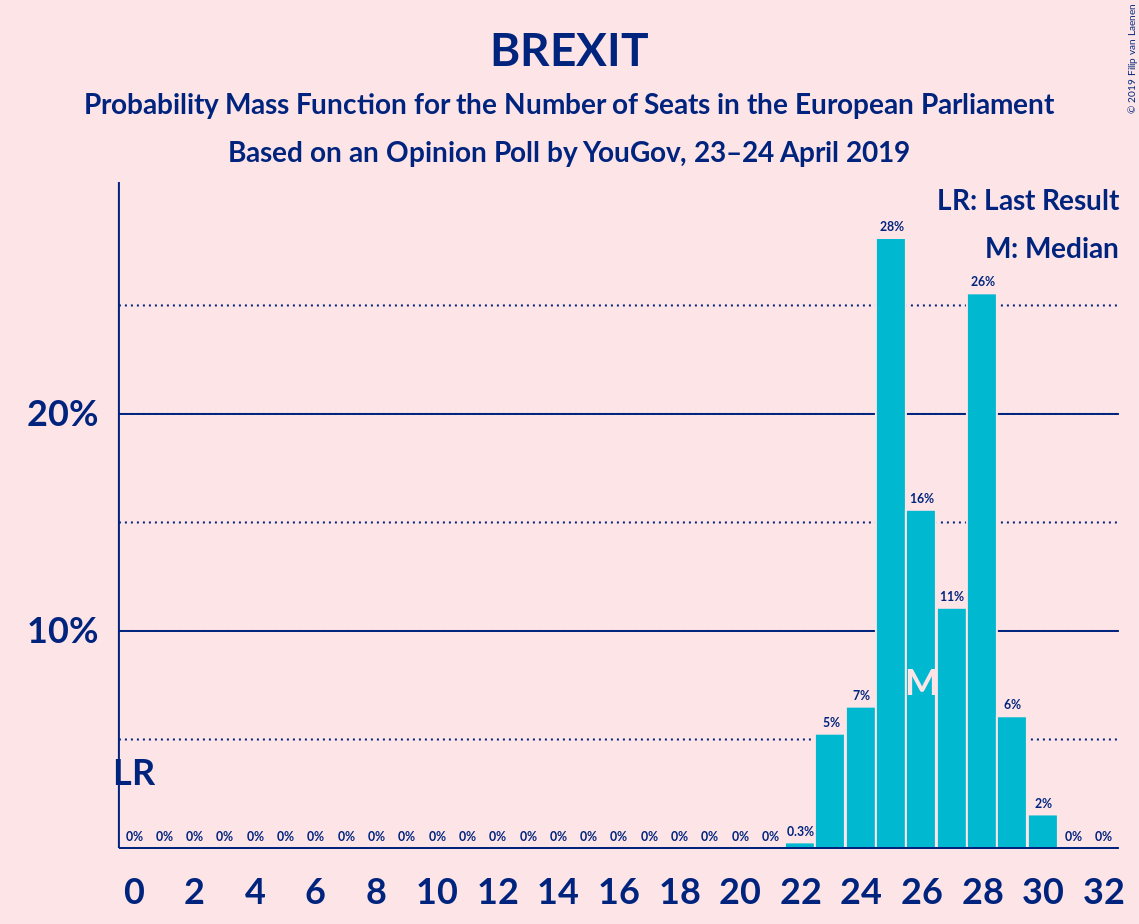 BREXIT
Probability Mass Function for the Number of Seats in the European Parliament
Based on an Opinion Poll by YouGov, 23–24 April 2019
© 2019 Filip van Laenen
LR: Last Result
M: Median
28%
26%
20%
16%
11%
10%
M
7%
6%
5%
LR
2%
0% 0% 0% 0% 0% 0% 0% 0% 0% 0% 0% 0% 0% 0% 0% 0% 0% 0% 0% 0% 0% 0% 0.3% 0% 0%
0 2 4 6 8 10 12 14 16 18 20 22 24 26 28 30 32